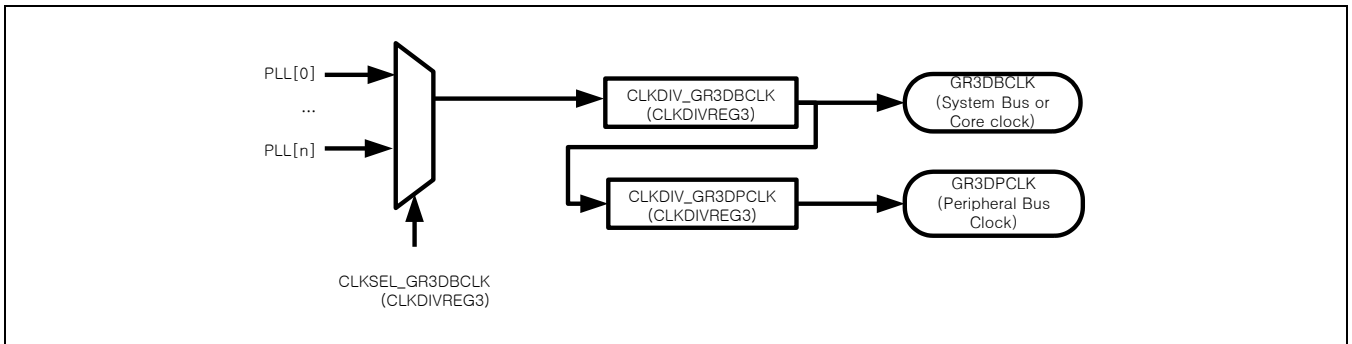 PLL[0]
...
PLL[n]
CLKSEL_GR3DBCLK
(CLKDIVREG3)
CLKDIV_GR3DBCLK
(CLKDIVREG3)
CLKDIV_GR3DPCLK
(CLKDIVREG3)
GR3DBCLK
(System Bus or
Core clock)
GR3DPCLK
(Peripheral Bus
Clock)